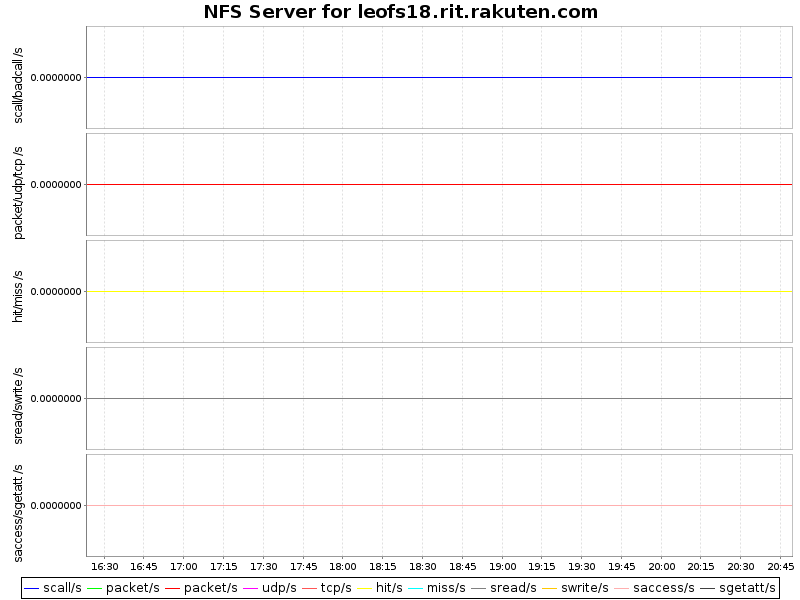 NFS Server for leofs18.rit.rakuten.com
scall/badcall /s
0.0000000
packet/udp/tcp /s
0.0000000
hit/miss /s
0.0000000
sread/swrite /s
0.0000000
saccess/sgetatt /s
0.0000000
16:30 16:45 17:00 17:15 17:30 17:45 18:00 18:15 18:30 18:45 19:00 19:15 19:30 19:45 20:00 20:15 20:30 20:45
scall/s packet/s packet/s udp/s tcp/s hit/s miss/s sread/s swrite/s saccess/s sgetatt/s